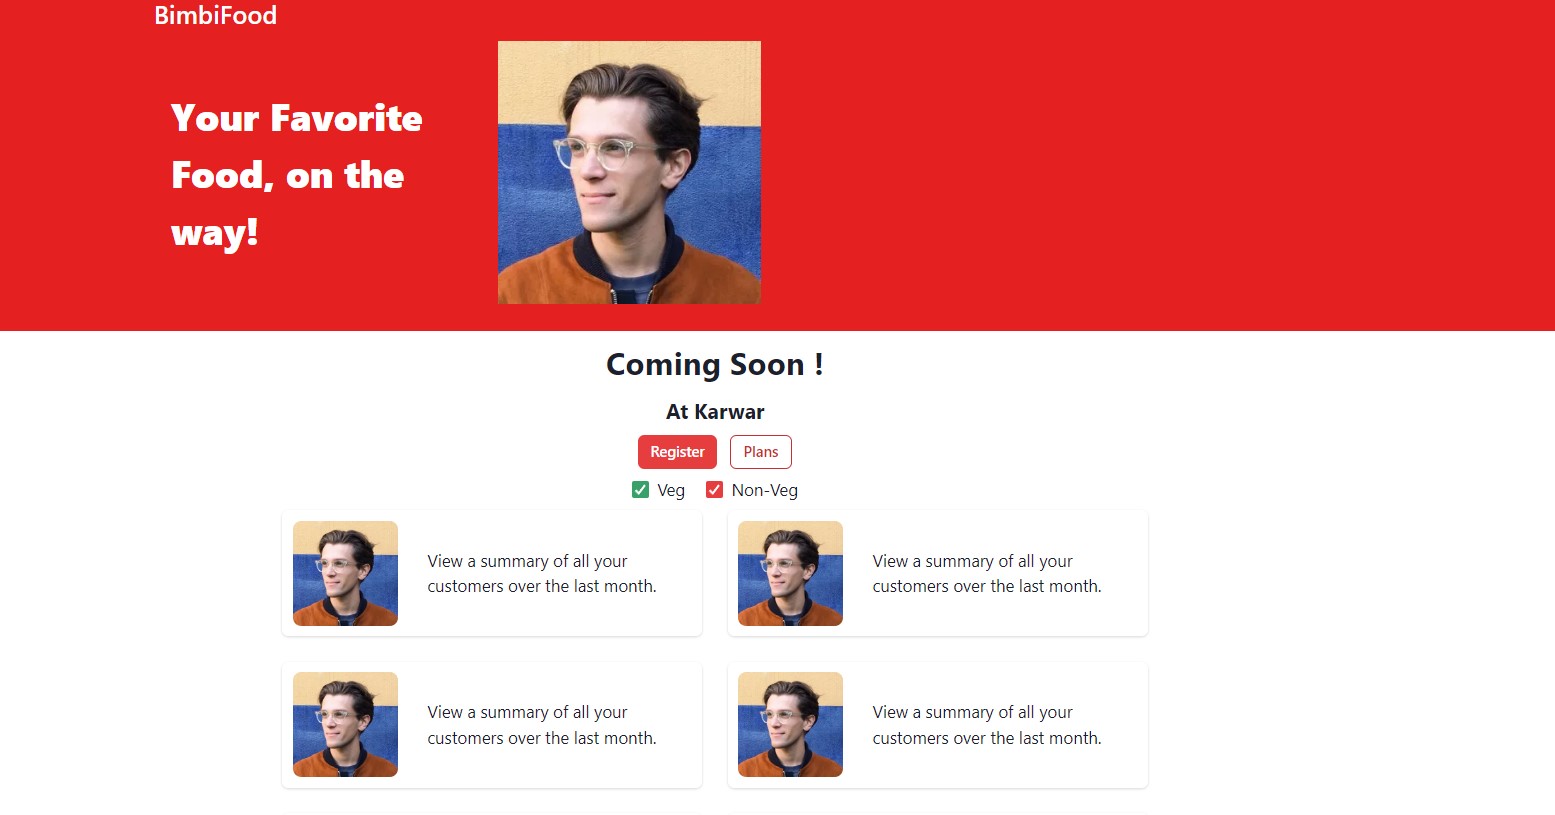 BimbiFood
Your Favorite
Food, on the
way!
Coming Soon !
At Karwar
Register Plans
Veg Non-Veg
View a summary of all your
customers over the last month.
View a summary of all your
customers over the last month.
View a summary of all your
customers over the last month.
View a summary of all your
customers over the last month.